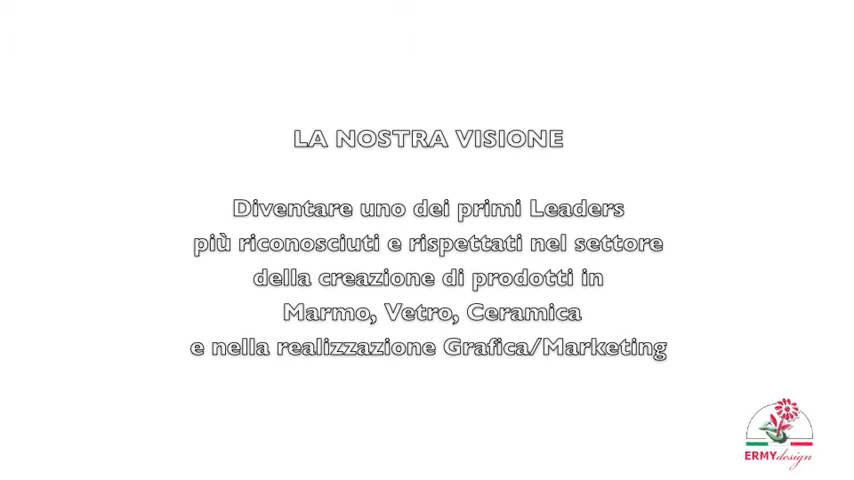 LA NOSTRA VISIONE
Diventare uno dei primi Leaders
più riconosciuti e rispettati nel settore
della creazione di prodotti in
Marmo, Vetro, Ceramica
e nella realizzazione Grafica/Marketing
ERMYdesign